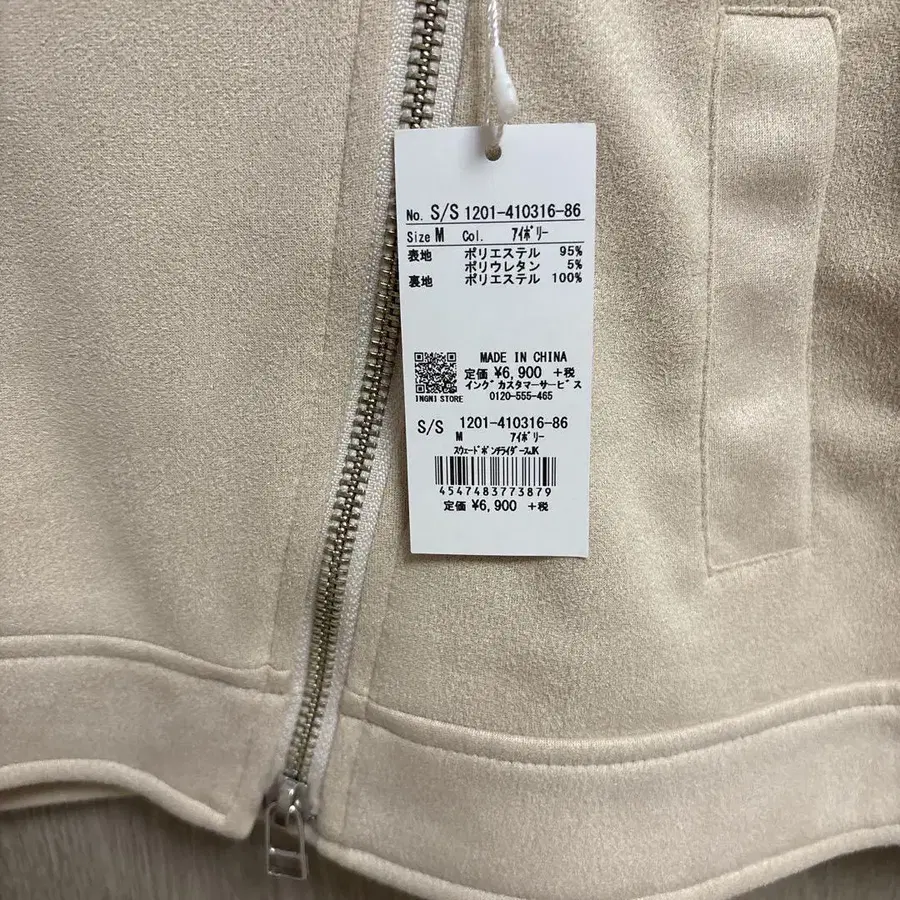 No. S/S 1201-410316-86
Size M Col. ｱｲﾎﾞﾘｰ
表地 ポリエステル 95%
ポリウレタン 5%
裏地 ポリエステル 100%
MADE IN CHINA
定価 ¥6,900 +税
イングカスタマーサービス
0120-555-465
INGNI STORE
S/S 1201-410316-86
M ｱｲﾎﾞﾘｰ
ｽｳｪｰﾄﾞﾎﾞﾝﾁﾗｲﾀﾞｰｽJK
4547483773879
定価 ¥6,900 +税